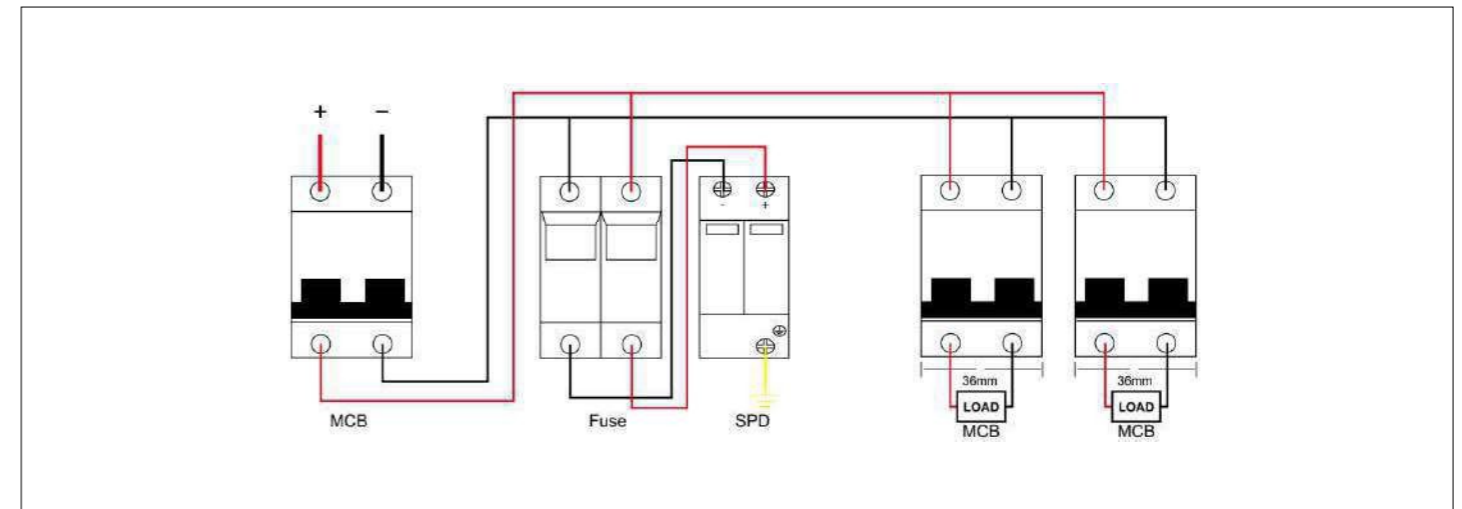 + −
- +
36mm 36mm
LOAD LOAD
MCB Fuse SPD MCB MCB